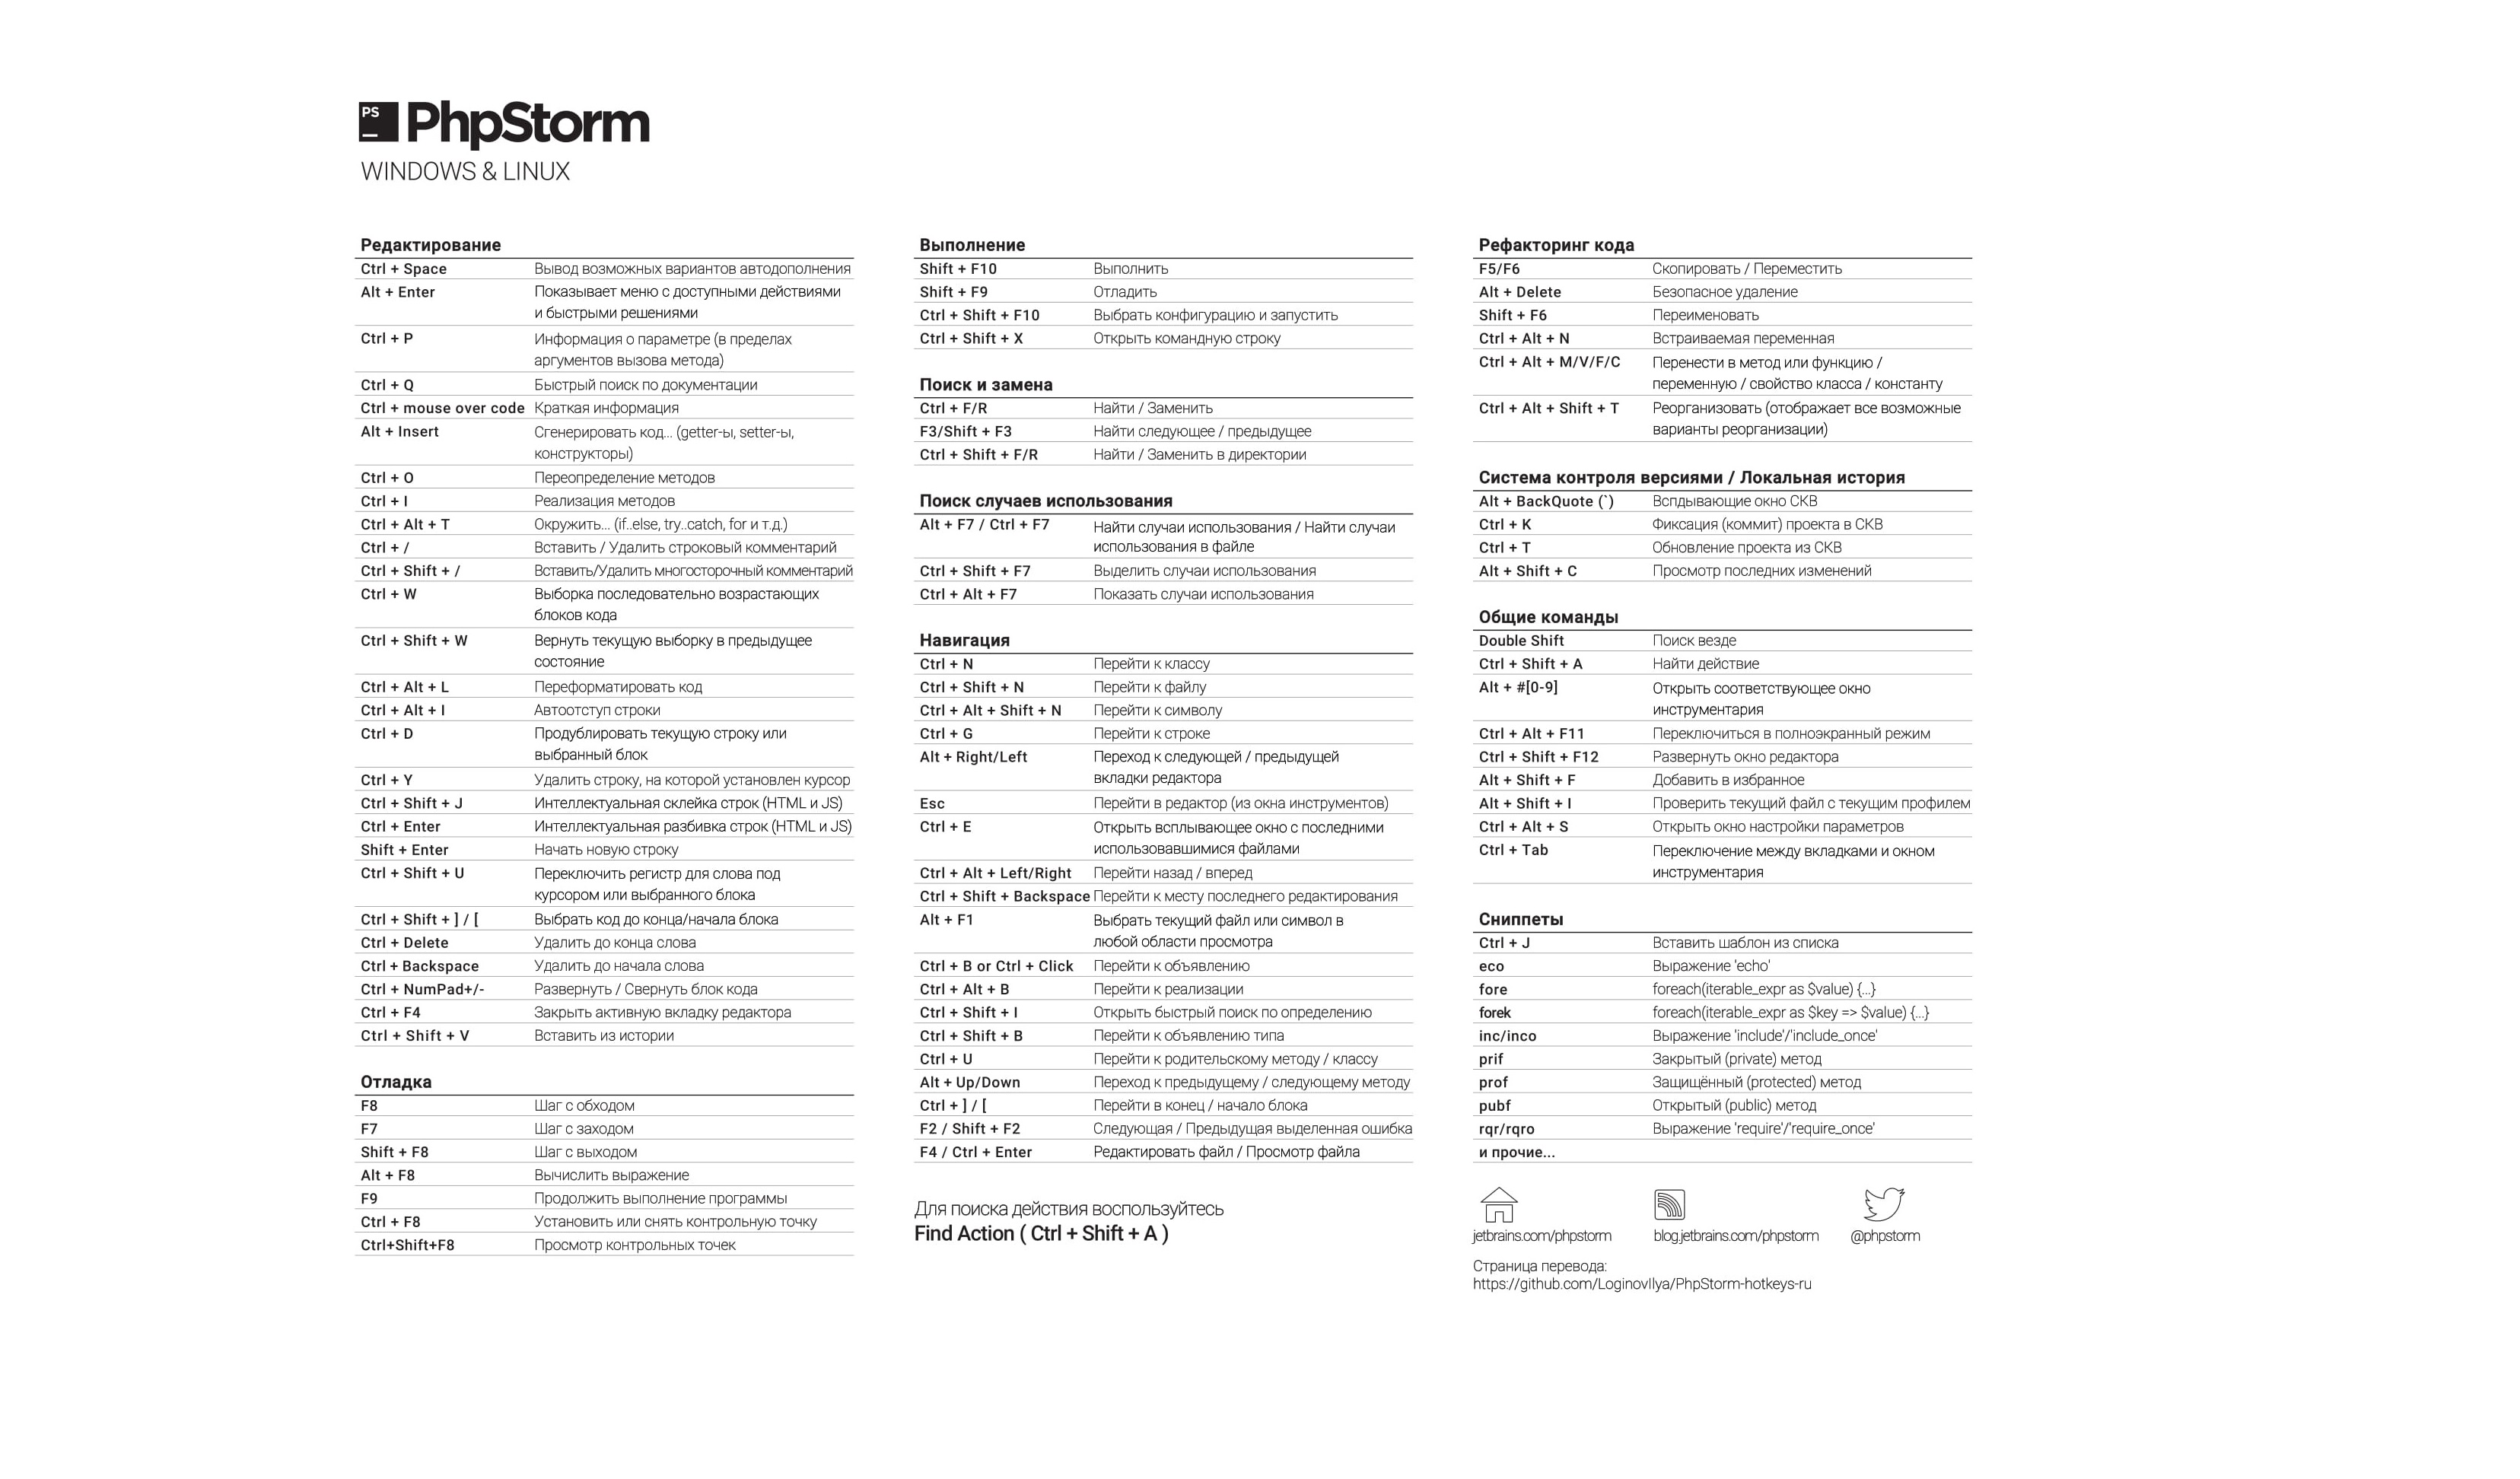 PS
PhpStorm
WINDOWS & LINUX
Редактирование
Ctrl + Space Вывод возможных вариантов автодополнения
Alt + Enter Показывает меню с доступными действиями
и быстрыми решениями
Ctrl + P Информация о параметре (в пределах
аргументов вызова метода)
Ctrl + Q Быстрый поиск по документации
Ctrl + mouse over code Краткая информация
Alt + Insert Сгенерировать код... (getter-ы, setter-ы,
конструкторы)
Ctrl + O Переопределение методов
Ctrl + I Реализация методов
Ctrl + Alt + T Окружить... (if..else, try..catch, for и т.д.)
Ctrl + / Вставить / Удалить строковый комментарий
Ctrl + Shift + / Вставить/Удалить многосторочный комментарий
Ctrl + W Выборка последовательно возрастающих
блоков кода
Ctrl + Shift + W Вернуть текущую выборку в предыдущее
состояние
Ctrl + Alt + L Переформатировать код
Ctrl + Alt + I Автоотступ строки
Ctrl + D Продублировать текущую строку или
выбранный блок
Ctrl + Y Удалить строку, на которой установлен курсор
Ctrl + Shift + J Интеллектуальная склейка строк (HTML и JS)
Ctrl + Enter Интеллектуальная разбивка строк (HTML и JS)
Shift + Enter Начать новую строку
Ctrl + Shift + U Переключить регистр для слова под
курсором или выбранного блока
Ctrl + Shift + ] / [ Выбрать код до конца/начала блока
Ctrl + Delete Удалить до конца слова
Ctrl + Backspace Удалить до начала слова
Ctrl + NumPad+/- Развернуть / Свернуть блок кода
Ctrl + F4 Закрыть активную вкладку редактора
Ctrl + Shift + V Вставить из истории
Отладка
F8 Шаг с обходом
F7 Шаг с заходом
Shift + F8 Шаг с выходом
Alt + F8 Вычислить выражение
F9 Продолжить выполнение программы
Ctrl + F8 Установить или снять контрольную точку
Ctrl+Shift+F8 Просмотр контрольных точек
Выполнение
Shift + F10 Выполнить
Shift + F9 Отладить
Ctrl + Shift + F10 Выбрать конфигурацию и запустить
Ctrl + Shift + X Открыть командную строку
Поиск и замена
Ctrl + F/R Найти / Заменить
F3/Shift + F3 Найти следующее / предыдущее
Ctrl + Shift + F/R Найти / Заменить в директории
Поиск случаев использования
Alt + F7 / Ctrl + F7 Найти случаи использования / Найти случаи
использования в файле
Ctrl + Shift + F7 Выделить случаи использования
Ctrl + Alt + F7 Показать случаи использования
Навигация
Ctrl + N Перейти к классу
Ctrl + Shift + N Перейти к файлу
Ctrl + Alt + Shift + N Перейти к символу
Ctrl + G Перейти к строке
Alt + Right/Left Переход к следующей / предыдущей
вкладки редактора
Esc Перейти в редактор (из окна инструментов)
Ctrl + E Открыть всплывающее окно с последними
использовавшимися файлами
Ctrl + Alt + Left/Right Перейти назад / вперед
Ctrl + Shift + Backspace Перейти к месту последнего редактирования
Alt + F1 Выбрать текущий файл или символ в
любой области просмотра
Ctrl + B or Ctrl + Click Перейти к объявлению
Ctrl + Alt + B Перейти к реализации
Ctrl + Shift + I Открыть быстрый поиск по определению
Ctrl + Shift + B Перейти к объявлению типа
Ctrl + U Перейти к родительскому методу / классу
Alt + Up/Down Переход к предыдущему / следующему методу
Ctrl + ] / [ Перейти в конец / начало блока
F2 / Shift + F2 Следующая / Предыдущая выделенная ошибка
F4 / Ctrl + Enter Редактировать файл / Просмотр файла
Для поиска действия воспользуйтесь
Find Action ( Ctrl + Shift + A )
Рефакторинг кода
F5/F6 Скопировать / Переместить
Alt + Delete Безопасное удаление
Shift + F6 Переименовать
Ctrl + Alt + N Встраиваемая переменная
Ctrl + Alt + M/V/F/C Перенести в метод или функцию /
переменную / свойство класса / константу
Ctrl + Alt + Shift + T Реорганизовать (отображает все возможные
варианты реорганизации)
Система контроля версиями / Локальная история
Alt + BackQuote (`) Вспдывающие окно СКВ
Ctrl + K Фиксация (коммит) проекта в СКВ
Ctrl + T Обновление проекта из СКВ
Alt + Shift + C Просмотр последних изменений
Общие команды
Double Shift Поиск везде
Ctrl + Shift + A Найти действие
Alt + #[0-9] Открыть соответствующее окно
инструментария
Ctrl + Alt + F11 Переключиться в полноэкранный режим
Ctrl + Shift + F12 Развернуть окно редактора
Alt + Shift + F Добавить в избранное
Alt + Shift + I Проверить текущий файл с текущим профилем
Ctrl + Alt + S Открыть окно настройки параметров
Ctrl + Tab Переключение между вкладками и окном
инструментария
Сниппеты
Ctrl + J Вставить шаблон из списка
eco Выражение 'echo'
fore foreach(iterable_expr as $value) {...}
forek foreach(iterable_expr as $key => $value) {...}
inc/inco Выражение 'include'/'include_once'
prif Закрытый (private) метод
prof Защищённый (protected) метод
pubf Открытый (public) метод
rqr/rqro Выражение 'require'/'require_once'
и прочие...
jetbrains.com/phpstorm blog.jetbrains.com/phpstorm @phpstorm
Страница перевода:
https://github.com/LoginovIlya/PhpStorm-hotkeys-ru